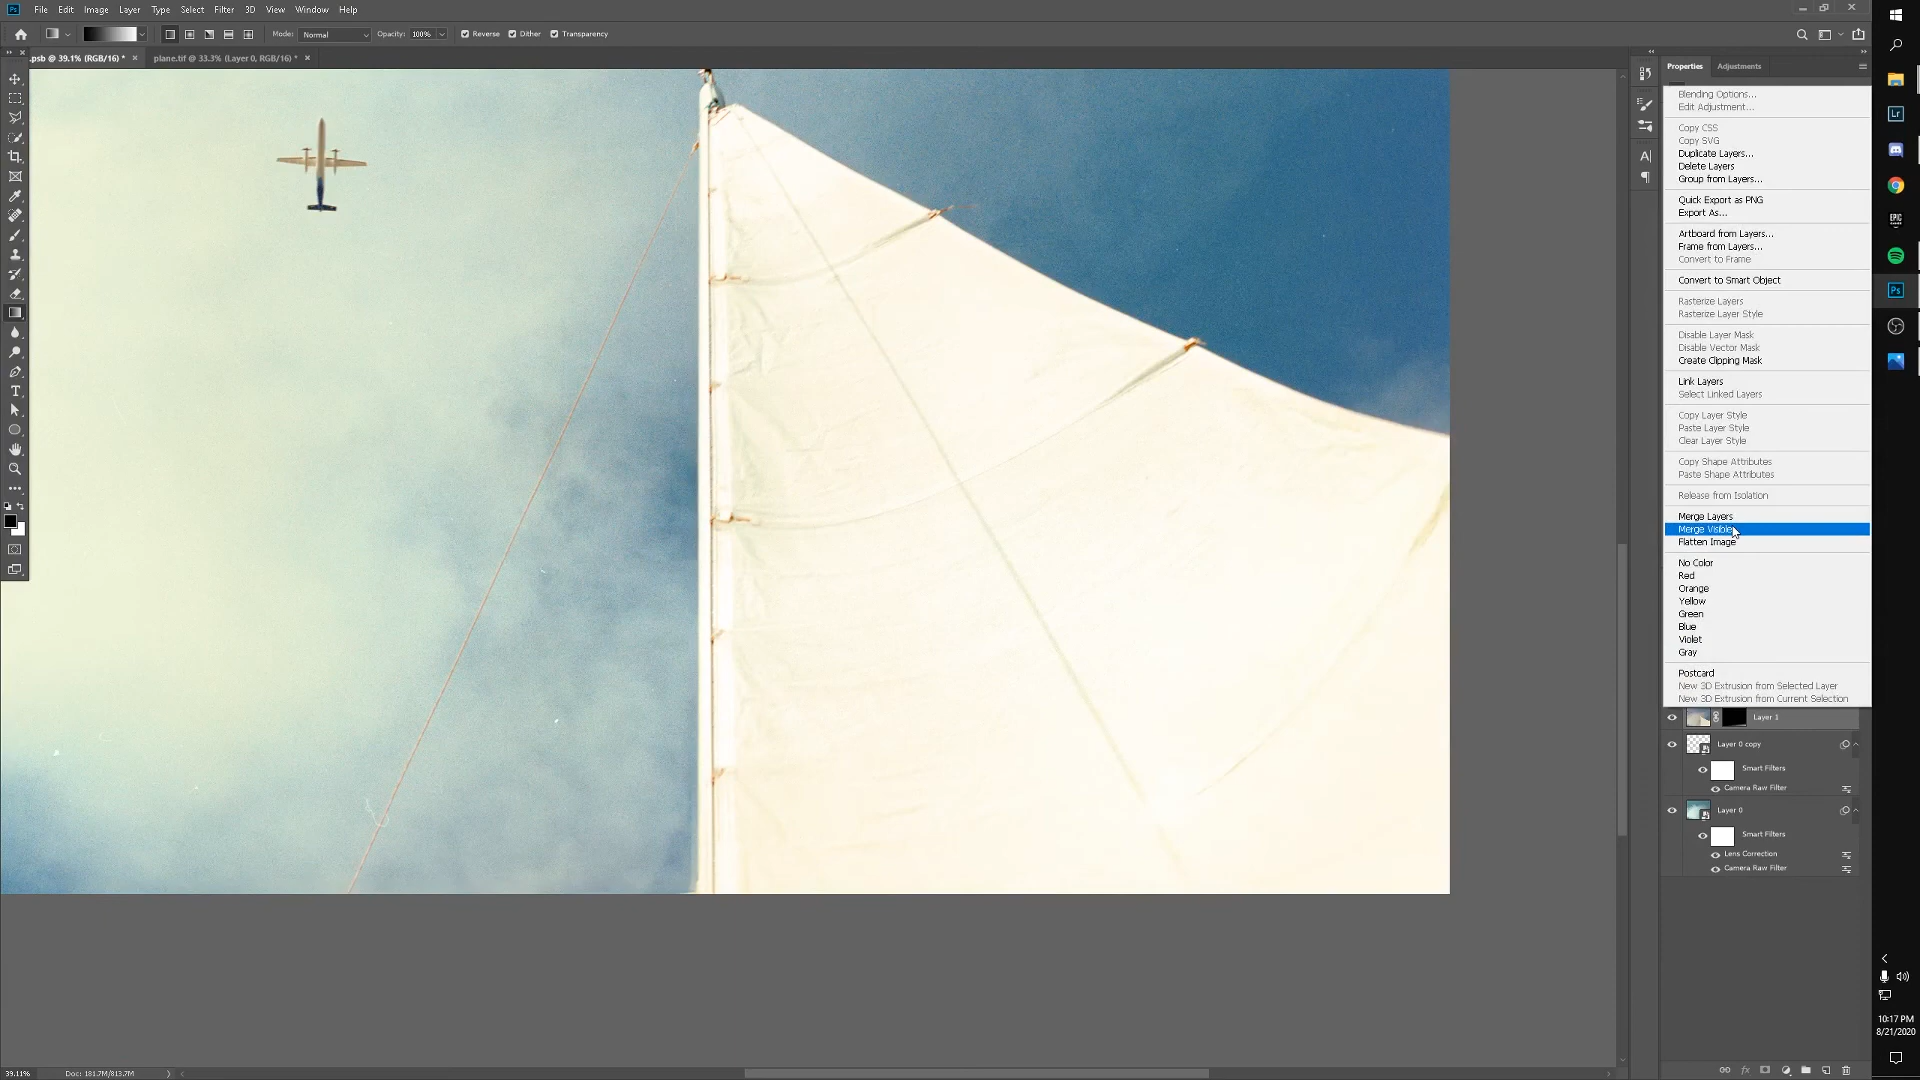 Ps File Edit Image Layer Type Select Filter 3D View Window Help
Mode: Normal Opacity: 100% Reverse Dither Transparency
.psb @ 39.1% (RGB/16) * × plane.tif @ 33.3% (Layer 0, RGB/16) * ×
Properties Adjustments
Blending Options...
Edit Adjustment...
Copy CSS
Copy SVG
Duplicate Layers...
Delete Layers
Group from Layers...
Quick Export as PNG
Export As...
Artboard from Layers...
Frame from Layers...
Convert to Frame
Convert to Smart Object
Rasterize Layers
Rasterize Layer Style
Disable Layer Mask
Disable Vector Mask
Create Clipping Mask
Link Layers
Select Linked Layers
Copy Layer Style
Paste Layer Style
Clear Layer Style
Copy Shape Attributes
Paste Shape Attributes
Release from Isolation
Merge Layers
Merge Visible
Flatten Image
No Color
Red
Orange
Yellow
Green
Blue
Violet
Gray
Postcard
New 3D Extrusion from Selected Layer
New 3D Extrusion from Current Selection
Layer 1
Layer 0 copy
Smart Filters
Camera Raw Filter
Layer 0
Smart Filters
Lens Correction
Camera Raw Filter
Lr
EPIC
Ps
10:17 PM
8/21/2020
39.11% Doc: 181.7M/813.7M